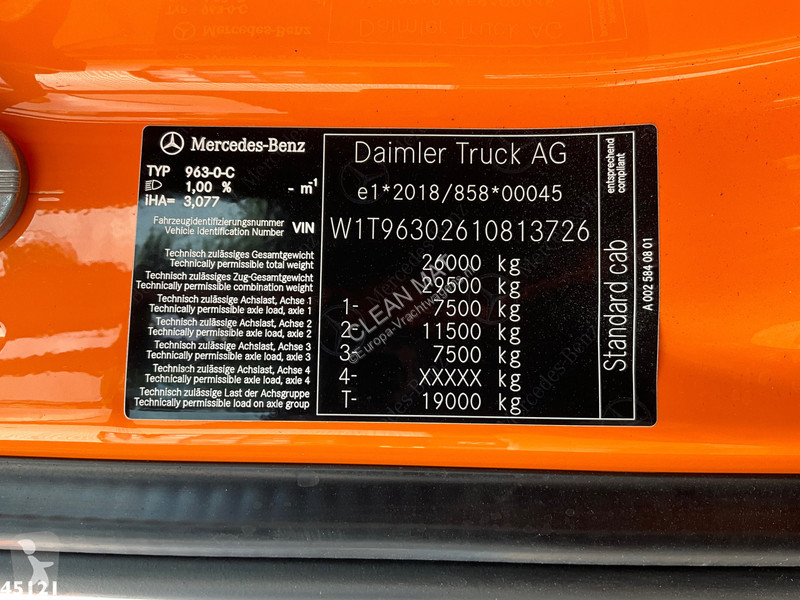 Mercedes-Benz
TYP 963-0-C
1,00 % - m-1
iHA= 3,077
Fahrzeugidentifizierungsnummer
Vehicle Identification Number VIN
Technisch zulässiges Gesamtgewicht
Technically permissible total weight
Technisch zulässiges Zug-Gesamtgewicht
Technically permissible combination weight
Technisch zulässige Achslast, Achse 1
Technically permissible axle load, axle 1
Technisch zulässige Achslast, Achse 2
Technically permissible axle load, axle 2
Technisch zulässige Achslast, Achse 3
Technically permissible axle load, axle 3
Technisch zulässige Achslast, Achse 4
Technically permissible axle load, axle 4
Technisch zulässige Last der Achsgruppe
Technically permissible load on axle group
Daimler Truck AG
e1*2018/858*00045
W1T96302610813726
26000 kg
29500 kg
1- 7500 kg
2- 11500 kg
3- 7500 kg
4- XXXXX kg
T- 19000 kg
entsprechend
compliant
Standard cab
A 002 584 08 01
CLEAN MAT
©Europa-Vrachtwagens
45121